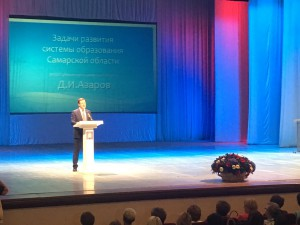 Задачи развития
системы образования
Самарской области
Д.И.Азаров